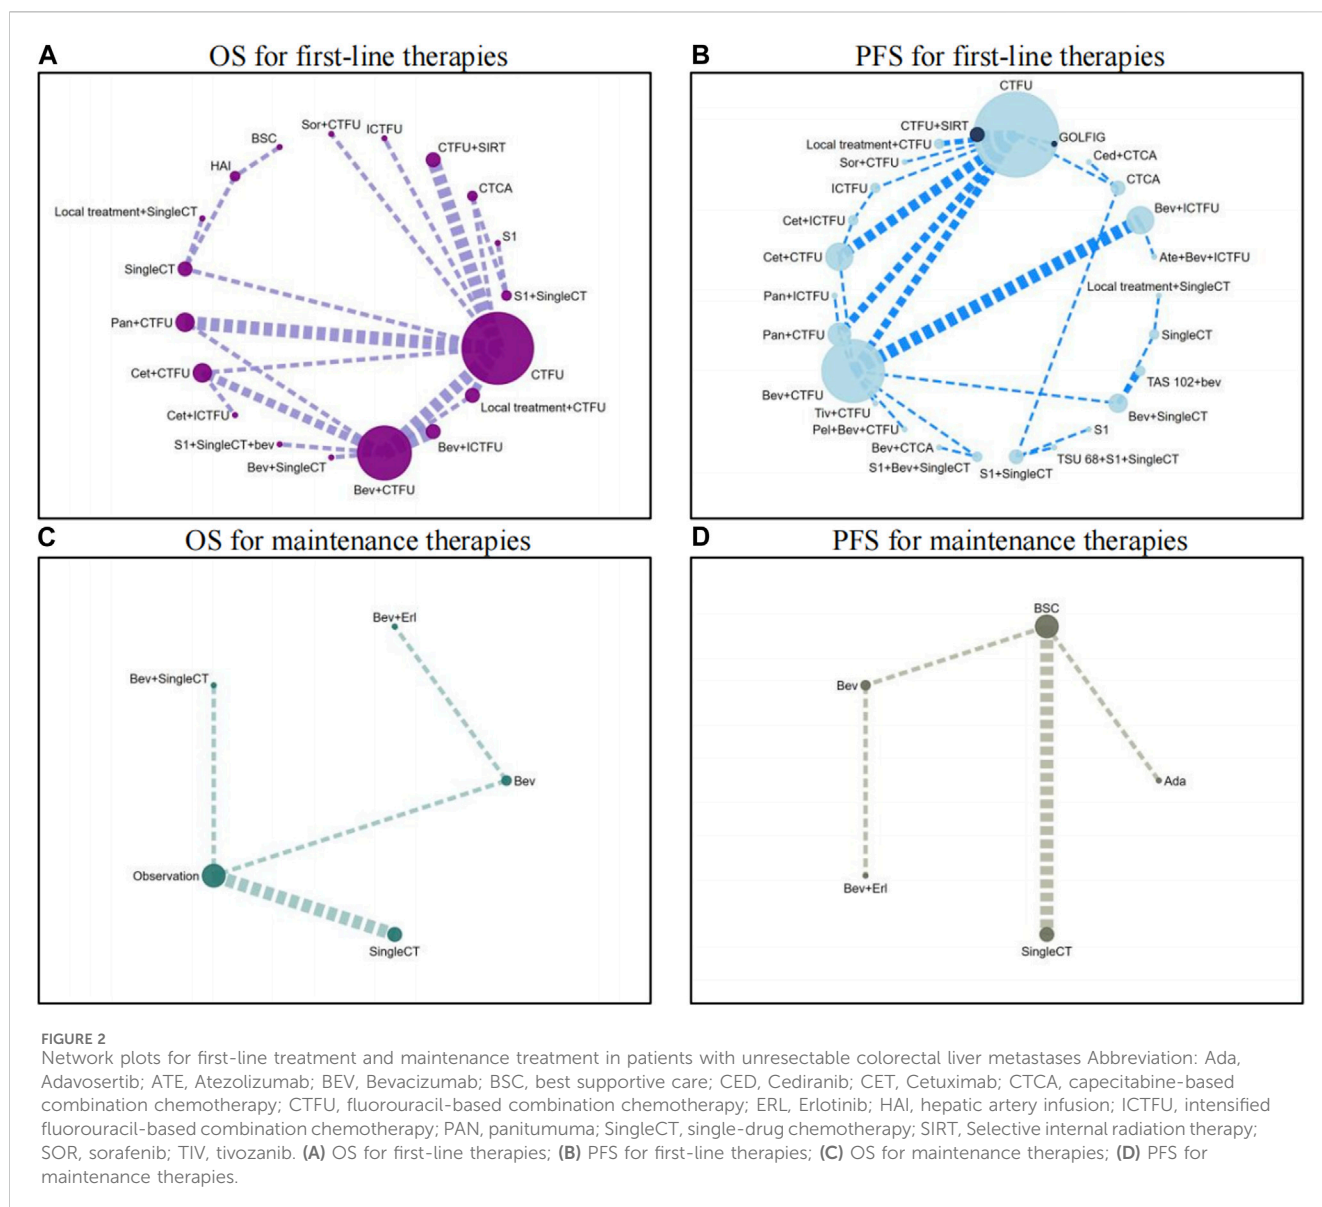 A
OS for first-line therapies
Sor+CTFU
ICTFU
BSC
CTFU+SIRT
HAI
CTCA
Local treatment+SingleCT
S1
SingleCT
S1+SingleCT
Pan+CTFU
CTFU
Cet+CTFU
Local treatment+CTFU
Cet+ICTFU
S1+SingleCT+bev
Bev+ICTFU
Bev+SingleCT
Bev+CTFU
B
PFS for first-line therapies
CTFU
CTFU+SIRT
GOLFIG
Local treatment+CTFU
Ced+CTCA
Sor+CTFU
CTCA
ICTFU
Bev+ICTFU
Cet+ICTFU
Cet+CTFU
Ate+Bev+ICTFU
Local treatment+SingleCT
Pan+ICTFU
Pan+CTFU
SingleCT
TAS 102+bev
Bev+CTFU
Tiv+CTFU
Bev+SingleCT
Pel+Bev+CTFU
S1
Bev+CTCA
TSU 68+S1+SingleCT
S1+Bev+SingleCT
S1+SingleCT
C
OS for maintenance therapies
Bev+Erl
Bev+SingleCT
Bev
Observation
SingleCT
D
PFS for maintenance therapies
BSC
Bev
Ada
Bev+Erl
SingleCT
FIGURE 2
Network plots for first-line treatment and maintenance treatment in patients with unresectable colorectal liver metastases Abbreviation: Ada,
Adavosertib; ATE, Atezolizumab; BEV, Bevacizumab; BSC, best supportive care; CED, Cediranib; CET, Cetuximab; CTCA, capecitabine-based
combination chemotherapy; CTFU, fluorouracil-based combination chemotherapy; ERL, Erlotinib; HAI, hepatic artery infusion; ICTFU, intensified
fluorouracil-based combination chemotherapy; PAN, panitumuma; SingleCT, single-drug chemotherapy; SIRT, Selective internal radiation therapy;
SOR, sorafenib; TIV, tivozanib. (A) OS for first-line therapies; (B) PFS for first-line therapies; (C) OS for maintenance therapies; (D) PFS for
maintenance therapies.